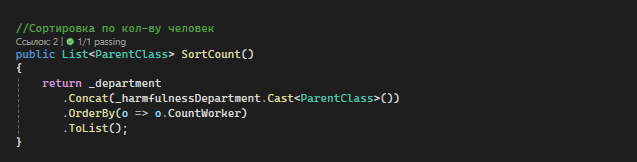 //Сортировка по кол-ву человек
Ссылок: 2 | 1/1 passing
public List<ParentClass> SortCount()
{
    return _department
        .Concat(_harmfulnessDepartment.Cast<ParentClass>())
        .OrderBy(o => o.CountWorker)
        .ToList();
}